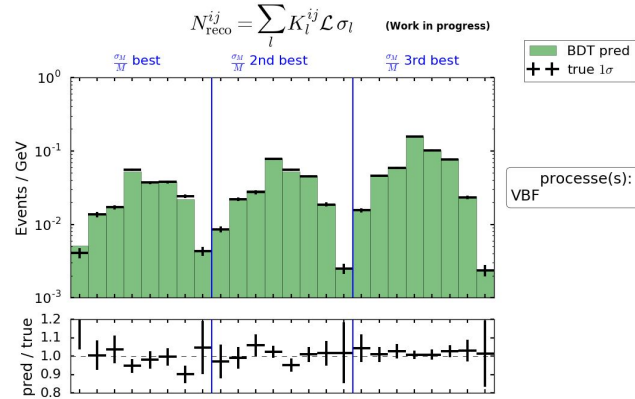 N_reco^ij = ∑_l K_l^ij ℒ σ_l (Work in progress)
σ_M/M best
σ_M/M 2nd best
σ_M/M 3rd best
BDT pred
true 1σ
Events / GeV
10^0
10^-1
10^-2
10^-3
processe(s):
VBF
pred / true
1.2
1.1
1.0
0.9
0.8